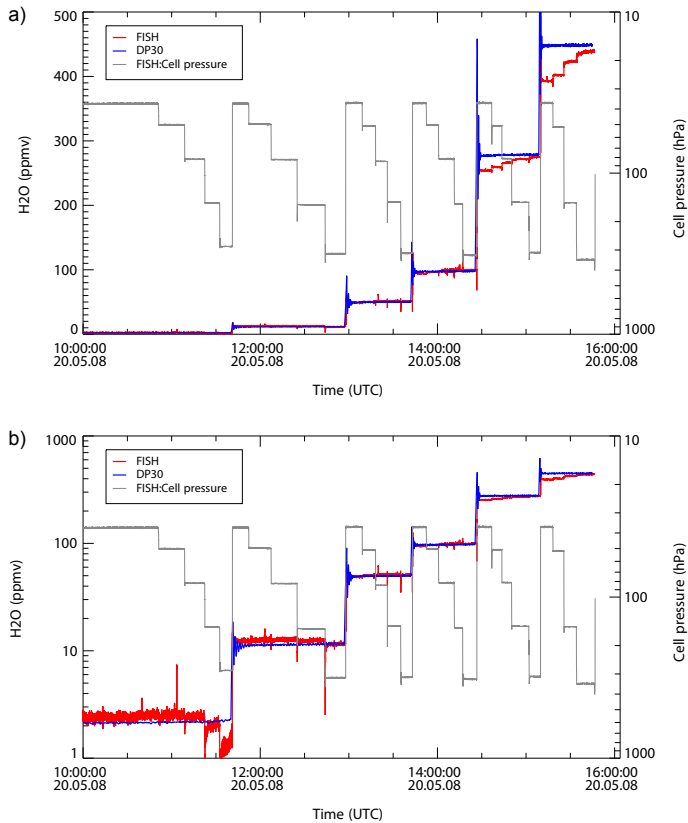 a)
500
400
300
200
100
0
H2O (ppmv)
FISH
DP30
FISH:Cell pressure
10
100
1000
Cell pressure (hPa)
10:00:00 12:00:00 14:00:00 16:00:00
20.05.08 20.05.08 20.05.08 20.05.08
Time (UTC)
b)
1000
100
10
1
H2O (ppmv)
FISH
DP30
FISH:Cell pressure
10
100
1000
Cell pressure (hPa)
10:00:00 12:00:00 14:00:00 16:00:00
20.05.08 20.05.08 20.05.08 20.05.08
Time (UTC)